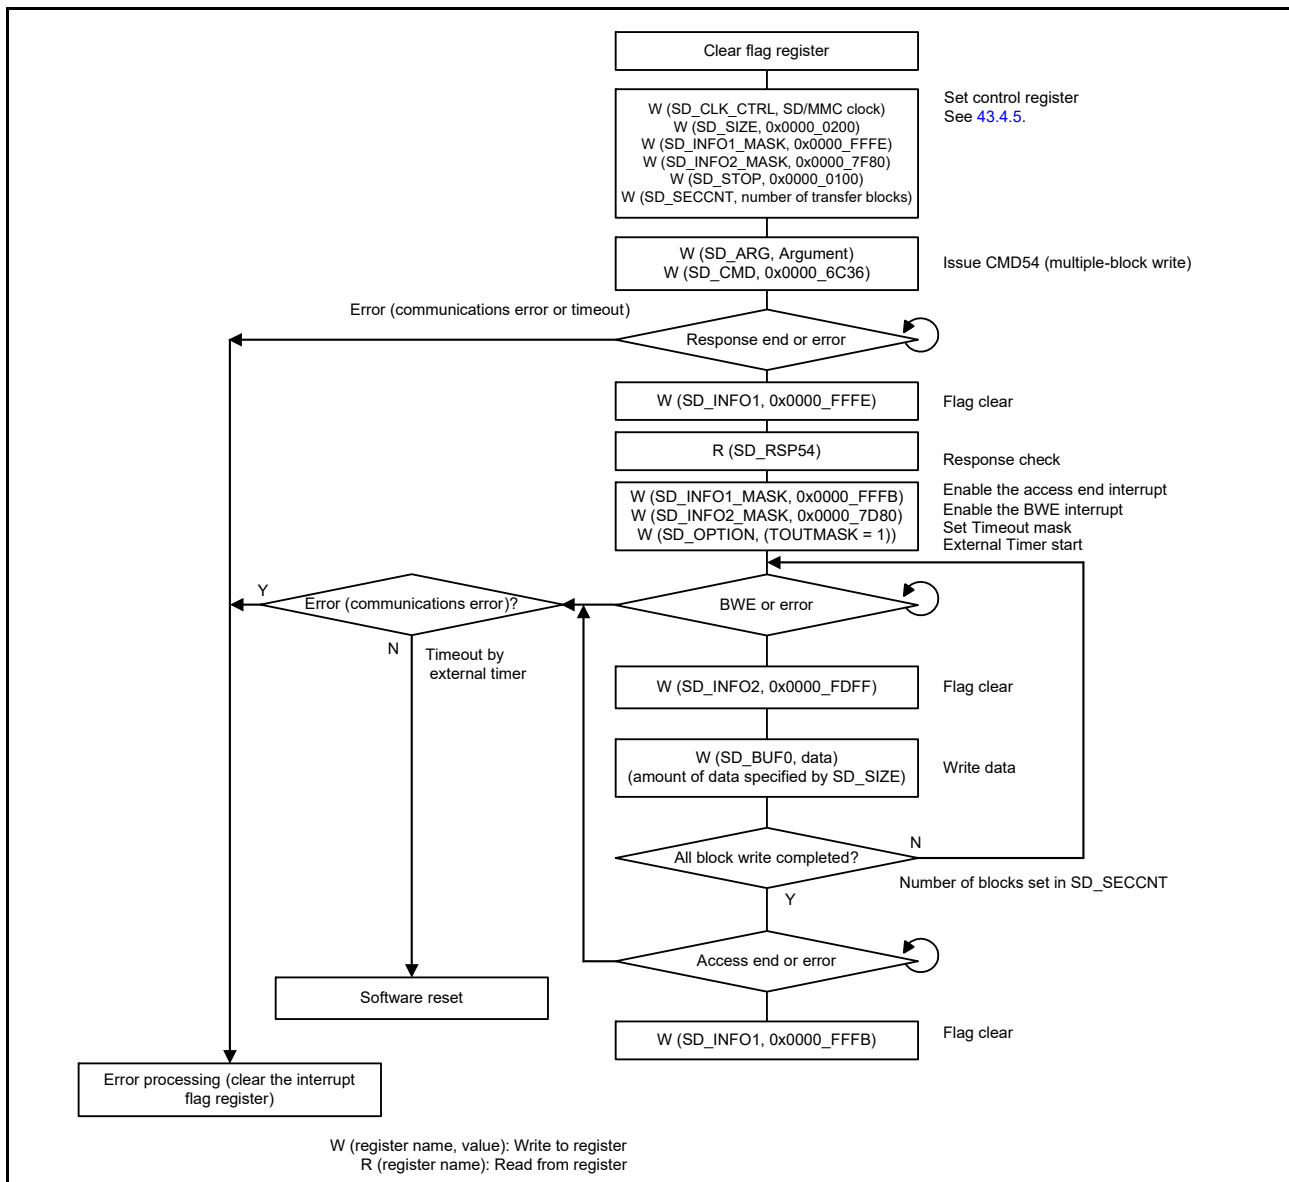 Clear flag register
W (SD_CLK_CTRL, SD/MMC clock)
W (SD_SIZE, 0x0000_0200)
W (SD_INFO1_MASK, 0x0000_FFFE)
W (SD_INFO2_MASK, 0x0000_7F80)
W (SD_STOP, 0x0000_0100)
W (SD_SECCNT, number of transfer blocks)
Set control register
See 43.4.5.
W (SD_ARG, Argument)
W (SD_CMD, 0x0000_6C36)
Issue CMD54 (multiple-block write)
Error (communications error or timeout)
Response end or error
W (SD_INFO1, 0x0000_FFFE)
Flag clear
R (SD_RSP54)
Response check
W (SD_INFO1_MASK, 0x0000_FFFB)
W (SD_INFO2_MASK, 0x0000_7D80)
W (SD_OPTION, (TOUTMASK = 1))
Enable the access end interrupt
Enable the BWE interrupt
Set Timeout mask
External Timer start
Y
Error (communications error)?
BWE or error
N
Timeout by
external timer
W (SD_INFO2, 0x0000_FDFF)
Flag clear
W (SD_BUF0, data)
(amount of data specified by SD_SIZE)
Write data
All block write completed?
N
Number of blocks set in SD_SECCNT
Y
Access end or error
Software reset
W (SD_INFO1, 0x0000_FFFB)
Flag clear
Error processing (clear the interrupt
flag register)
W (register name, value): Write to register
R (register name): Read from register